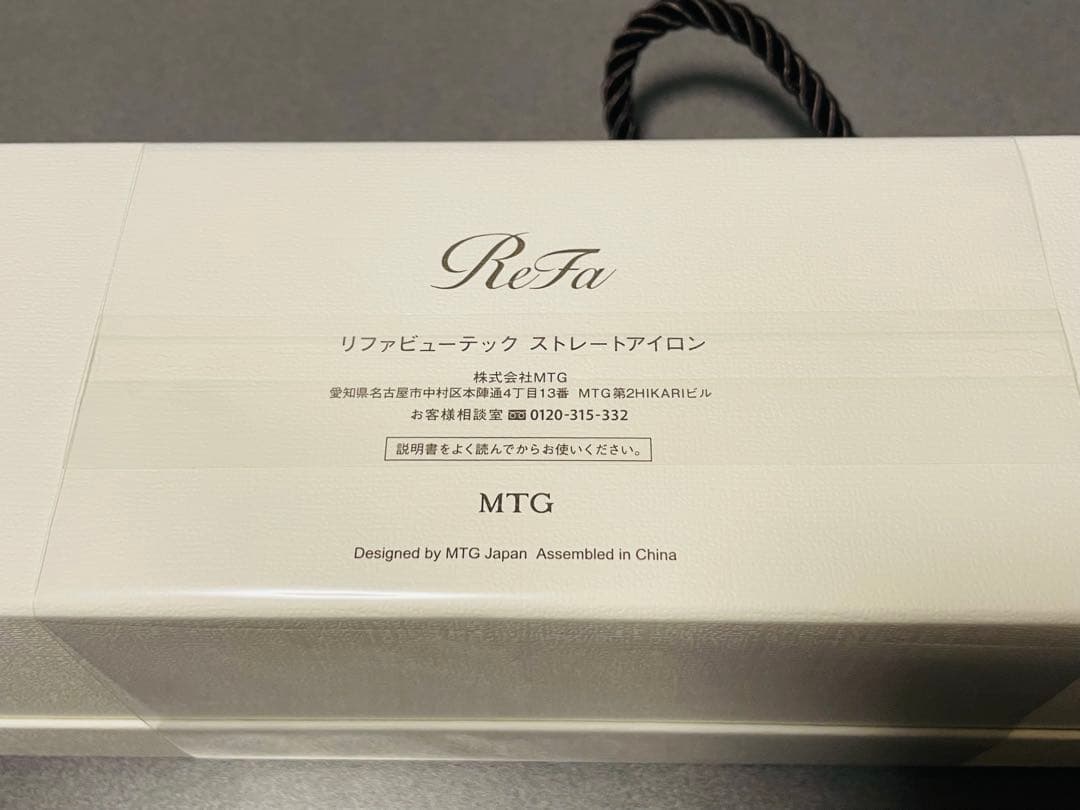 ReFa
リファビューテック ストレートアイロン
株式会社MTG
愛知県名古屋市中村区本陣通4丁目13番 MTG第2HIKARIビル
お客様相談室 0120-315-332
説明書をよく読んでからお使いください。
MTG
Designed by MTG Japan Assembled in China